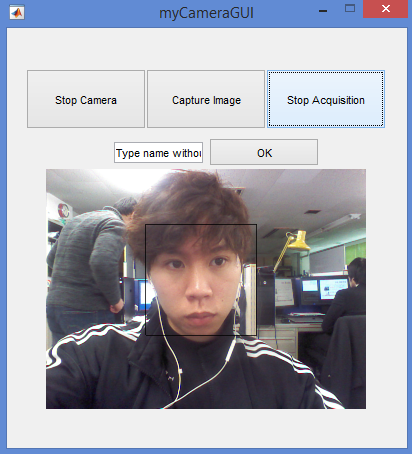 myCameraGUI
Stop Camera Capture Image Stop Acquisition
Type name withou OK